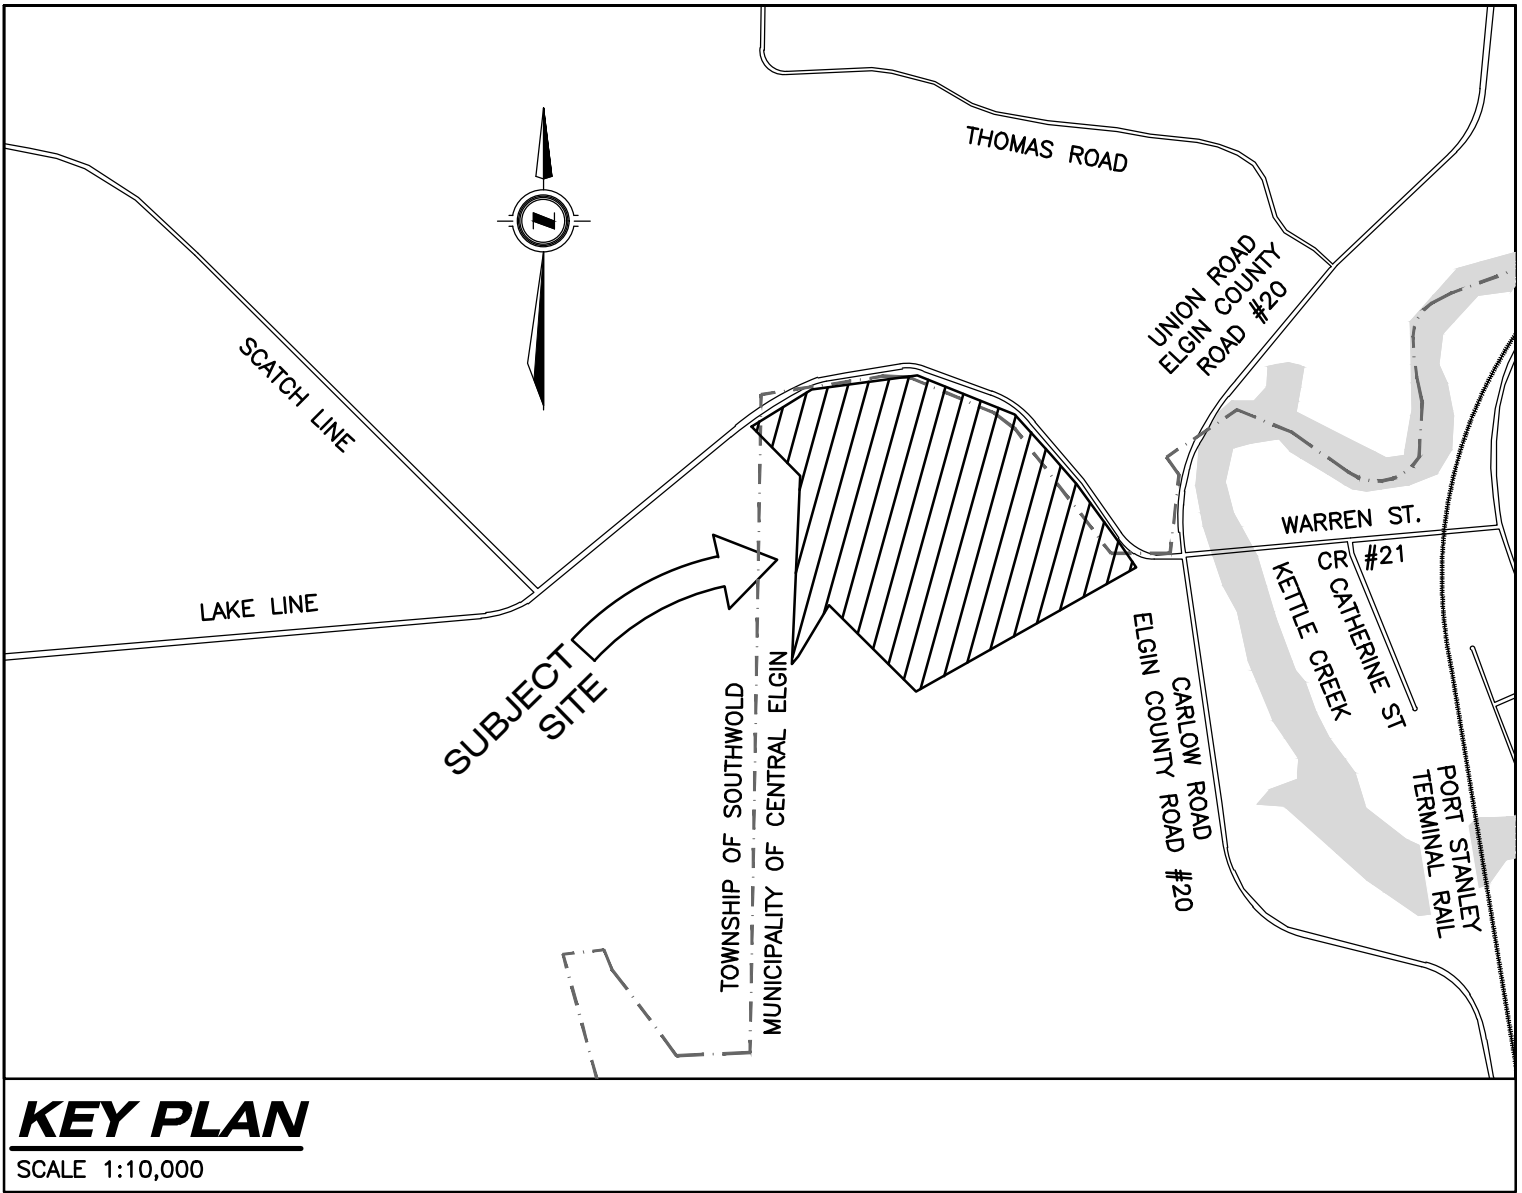 THOMAS ROAD
UNION ROAD
ELGIN COUNTY
ROAD #20
SCATCH LINE
WARREN ST.
CR #21
LAKE LINE
KETTLE CREEK
CATHERINE ST
SUBJECT
SITE
TOWNSHIP OF SOUTHWOLD
MUNICIPALITY OF CENTRAL ELGIN
CARLOW ROAD
ELGIN COUNTY ROAD #20
PORT STANLEY
TERMINAL RAIL
KEY PLAN
SCALE 1:10,000
N